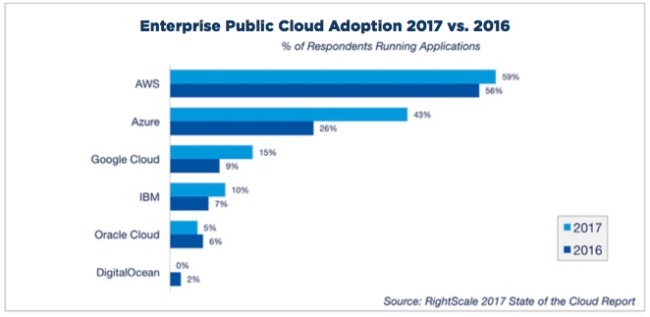 Enterprise Public Cloud Adoption 2017 vs. 2016
% of Respondents Running Applications
AWS
59%
56%
Azure
43%
26%
Google Cloud
15%
9%
IBM
10%
7%
Oracle Cloud
5%
6%
DigitalOcean
0%
2%
2017
2016
Source: RightScale 2017 State of the Cloud Report